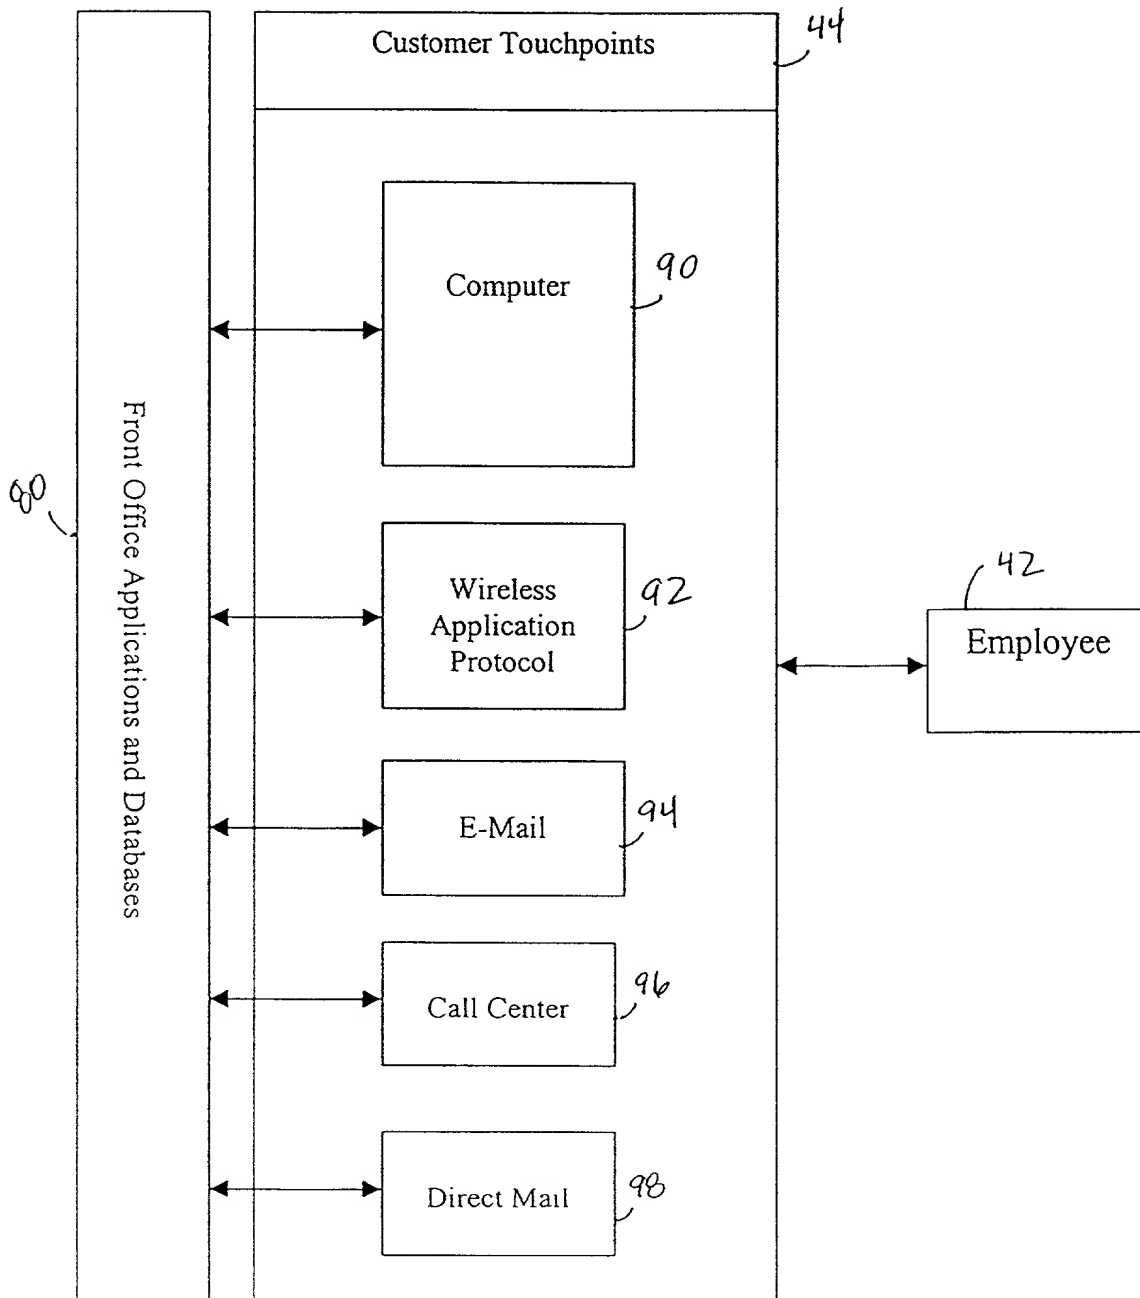 Customer Touchpoints
44
Computer
90
Front Office Applications and Databases
80
Wireless
Application
Protocol
92
42
Employee
E-Mail
94
Call Center
96
Direct Mail
98